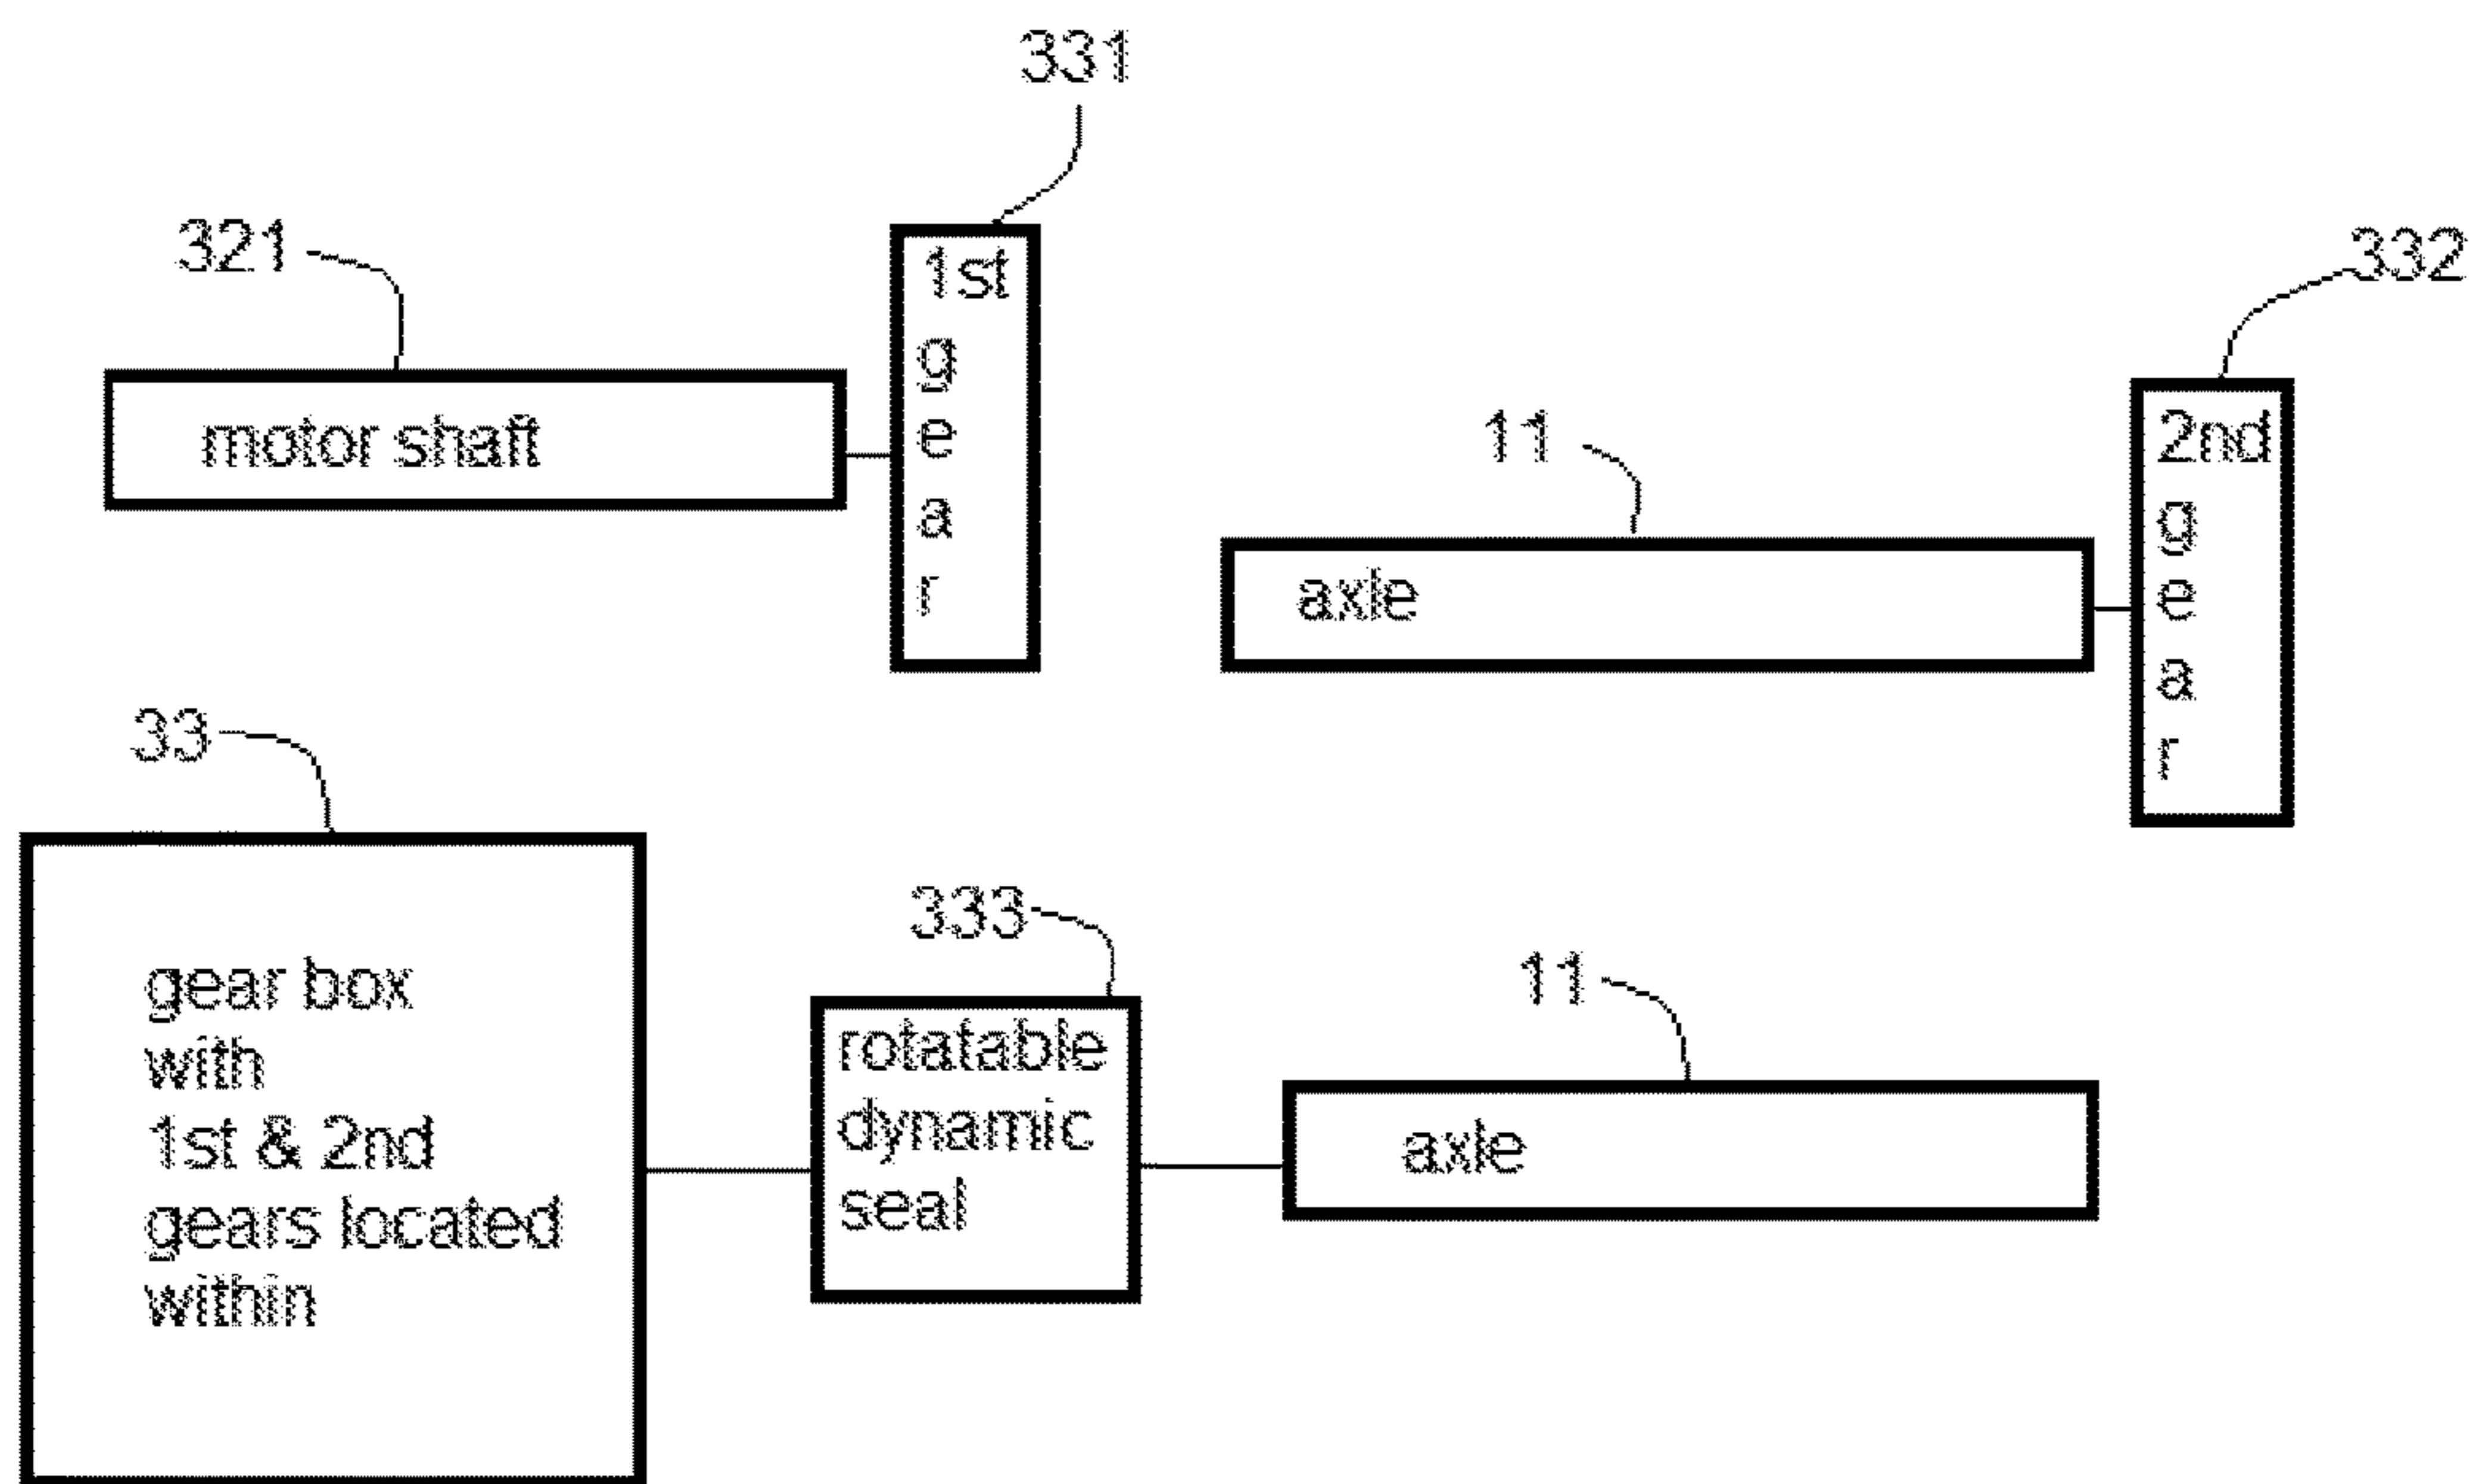 331
321
332
1st
g
e
a
r
motor shaft
11
2nd
g
e
a
r
axle
33
333
11
gear box
with
1st & 2nd
gears located
within
rotatable
dynamic
seal
axle